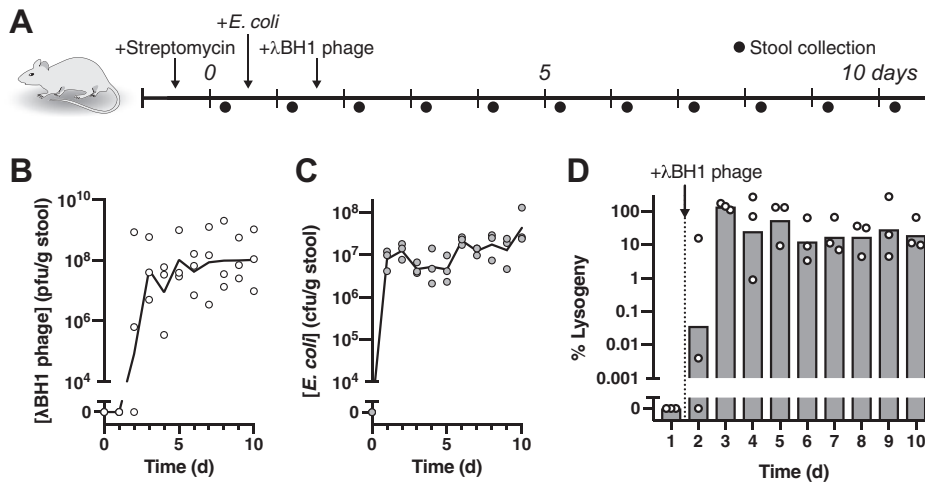 A
+E. coli
+Streptomycin
+λBH1 phage
Stool collection
0
5
10 days
B
[λBH1 phage] (pfu/g stool)
10^10
10^8
10^6
10^4
0
0
5
10
Time (d)
C
[E. coli] (cfu/g stool)
10^8
10^7
10^6
10^5
10^4
0
0
5
10
Time (d)
D
+λBH1 phage
% Lysogeny
100
10
1
0.1
0.01
0.001
0
1 2 3 4 5 6 7 8 9 10
Time (d)